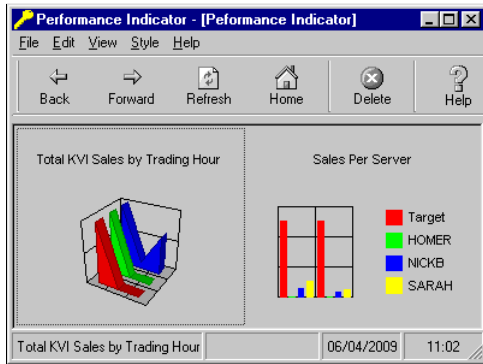 Performance Indicator - [Peformance Indicator]
File Edit View Style Help
Back Forward Refresh Home Delete Help
Total KVI Sales by Trading Hour
Sales Per Server
Target
HOMER
NICKB
SARAH
Total KVI Sales by Trading Hour 06/04/2009 11:02